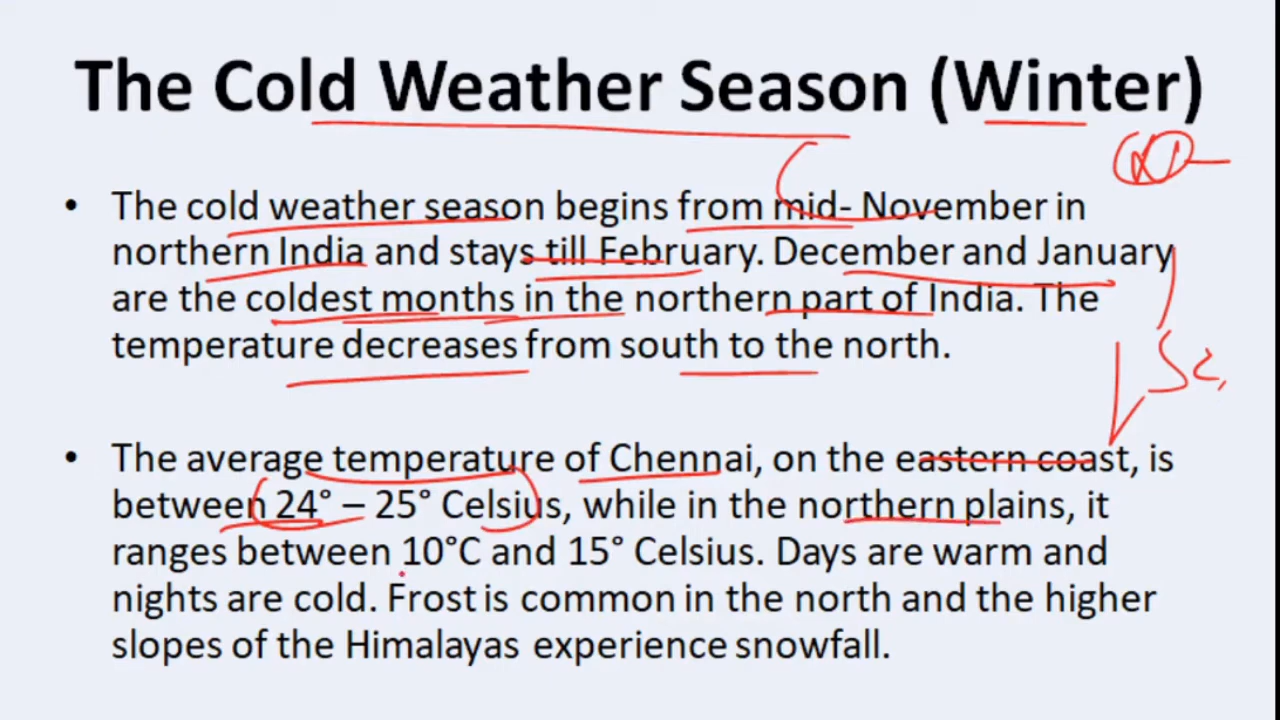 The Cold Weather Season (Winter)
• The cold weather season begins from mid- November in
northern India and stays till February. December and January
are the coldest months in the northern part of India. The
temperature decreases from south to the north.
• The average temperature of Chennai, on the eastern coast, is
between 24° – 25° Celsius, while in the northern plains, it
ranges between 10°C and 15° Celsius. Days are warm and
nights are cold. Frost is common in the north and the higher
slopes of the Himalayas experience snowfall.